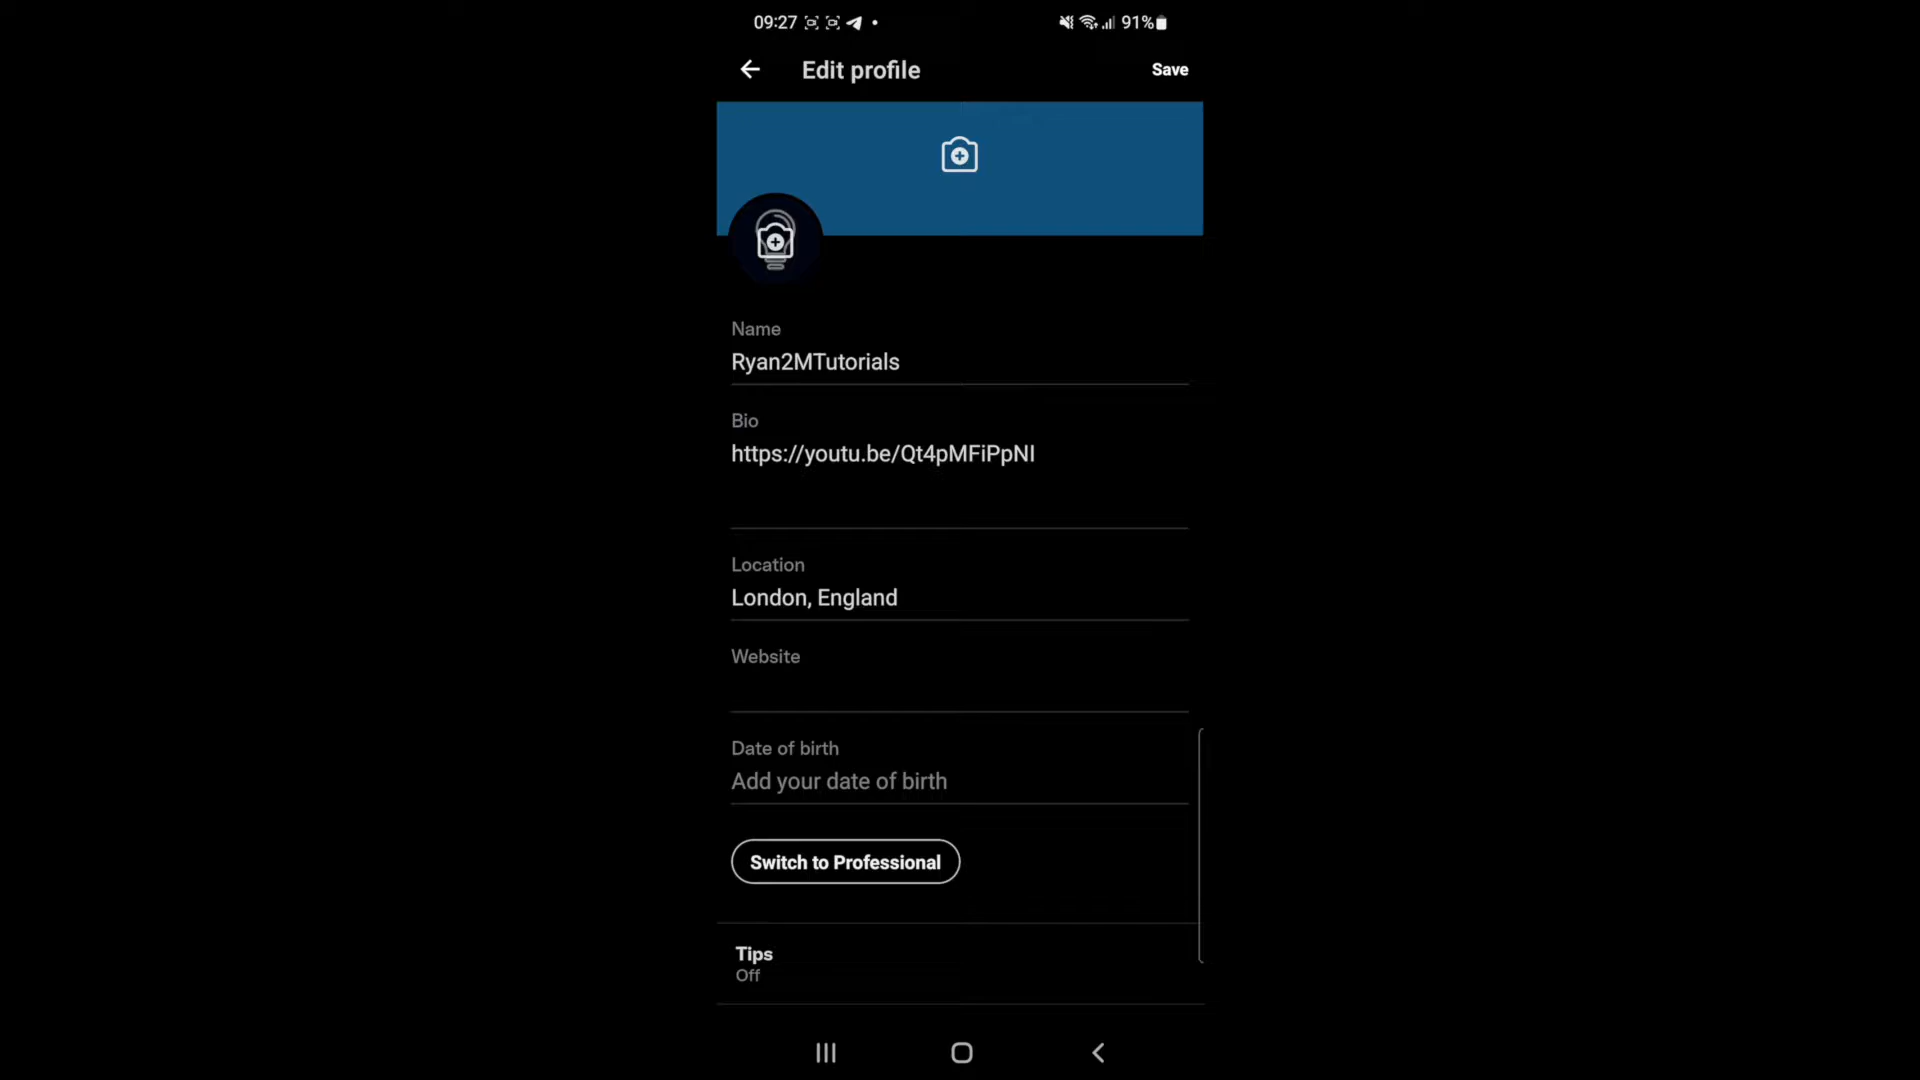 09:27
91%
Edit profile
Save
Name
Ryan2MTutorials
Bio
https://youtu.be/Qt4pMFiPpNI
Location
London, England
Website
Date of birth
Add your date of birth
Switch to Professional
Tips
Off